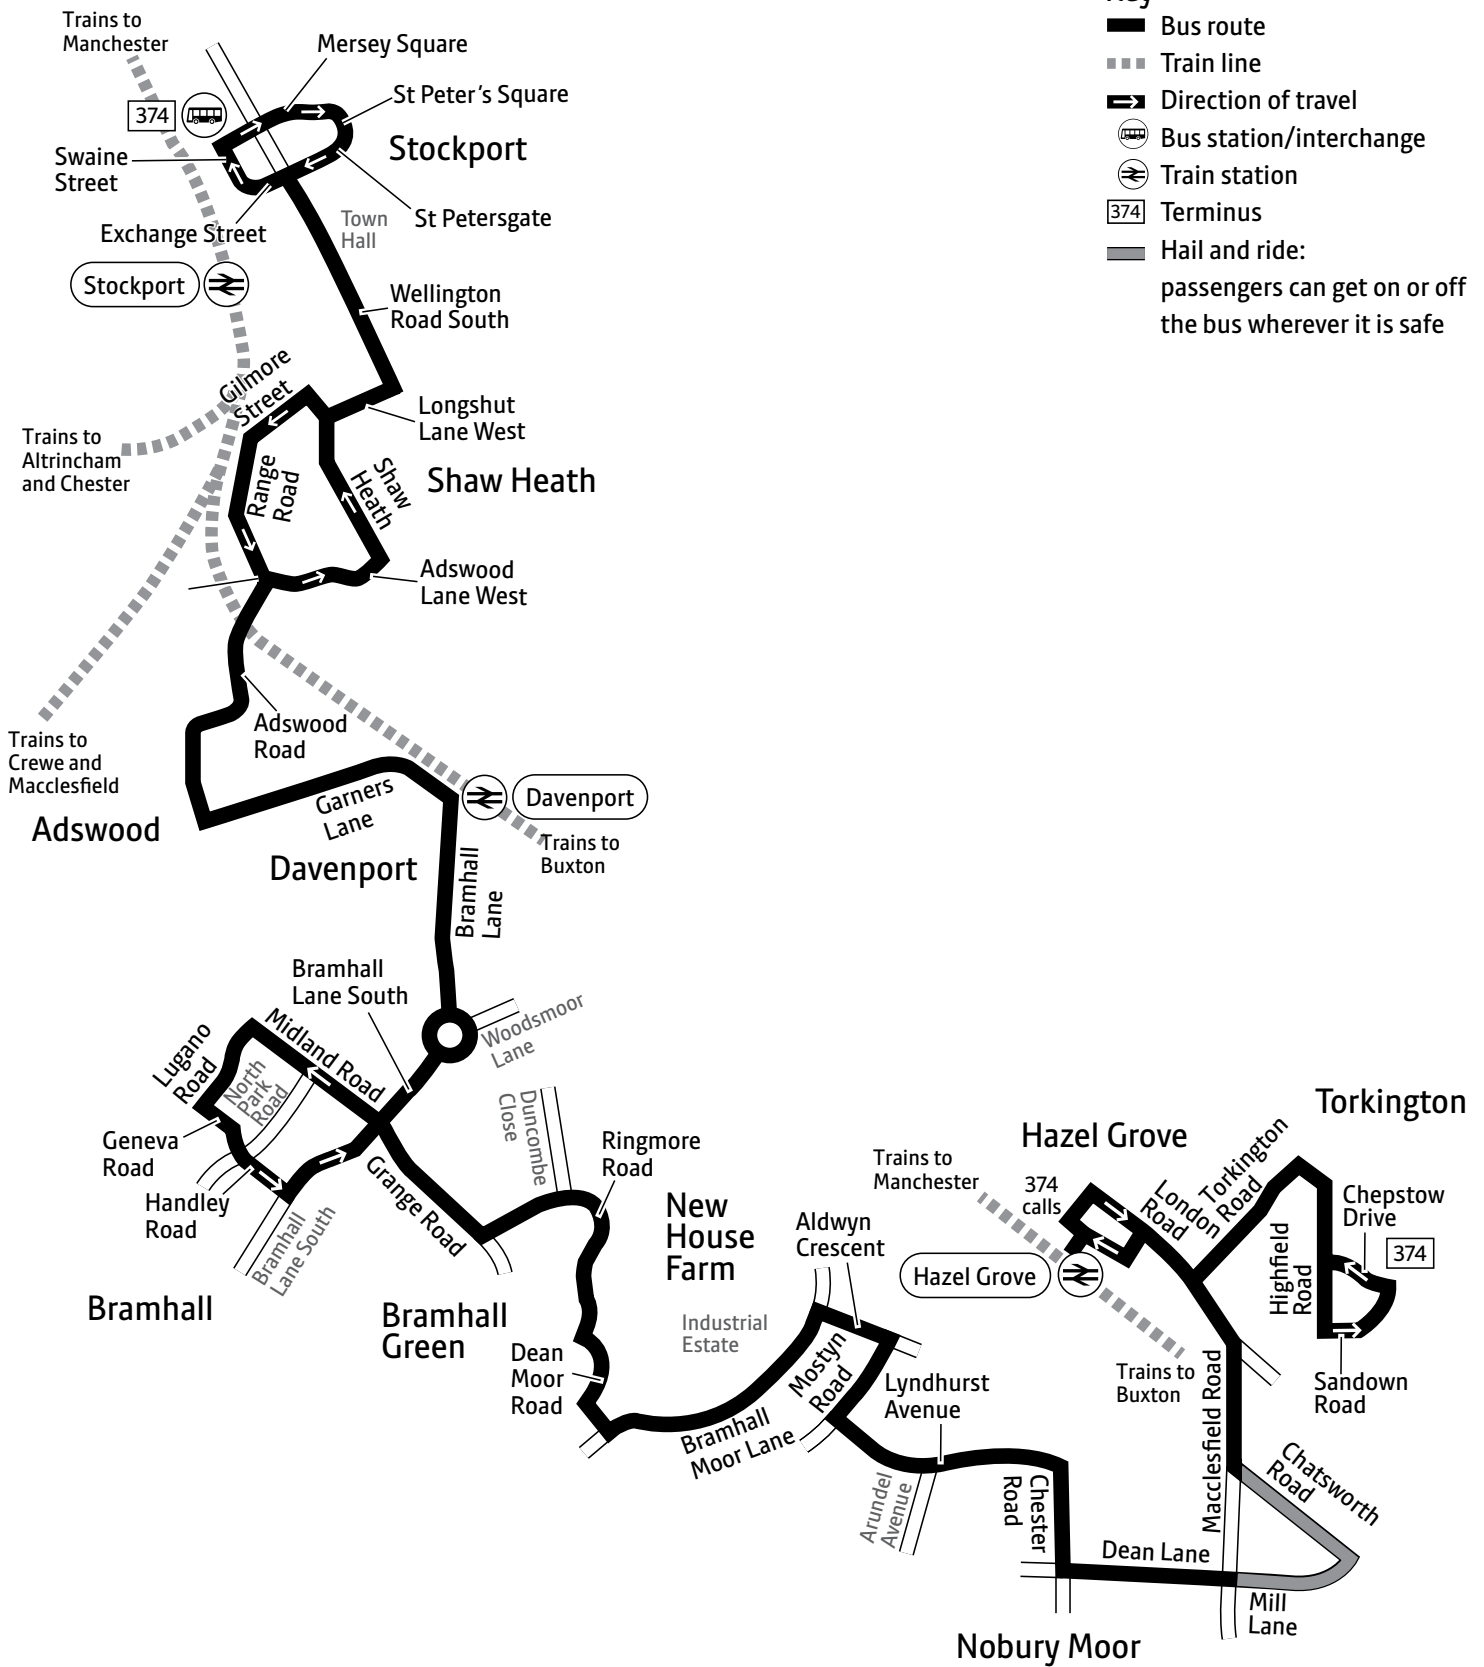 Trains to
Manchester
Mersey Square
St Peter's Square
374
Stockport
Swaine
Street
Exchange Street
Town
Hall
St Petersgate
Stockport
Wellington
Road South
Gilmore
Street
Longshut
Lane West
Trains to
Altrincham
and Chester
Range
Road
Shaw
Heath
Shaw Heath
Adswood
Lane West
Adswood
Road
Trains to
Crewe and
Macclesfield
Adswood
Garners
Lane
Davenport
Davenport
Trains to
Buxton
Bramhall
Lane
Bramhall
Lane South
Woodsmoor
Lane
Midland Road
Lugano
Road
North
Park
Road
Geneva
Road
Handley
Road
Bramhall
Lane South
Grange Road
Bramhall
Duncombe
Close
Ringmore
Road
Bramhall
Green
Dean
Moor
Road
New
House
Farm
Industrial
Estate
Bramhall
Moor Lane
Aldwyn
Crescent
Mostyn
Road
Lyndhurst
Avenue
Arundel
Avenue
Chester
Road
Nobury Moor
Dean Lane
Mill
Lane
Chatsworth
Road
Macclesfield Road
Trains to
Manchester
Hazel Grove
374
calls
Hazel Grove
Trains to
Buxton
London
Road
Torkington
Road
Torkington
Highfield
Road
Chepstow
Drive
374
Sandown
Road
Bus route
Train line
Direction of travel
Bus station/interchange
Train station
374
Terminus
Hail and ride:
passengers can get on or off
the bus wherever it is safe